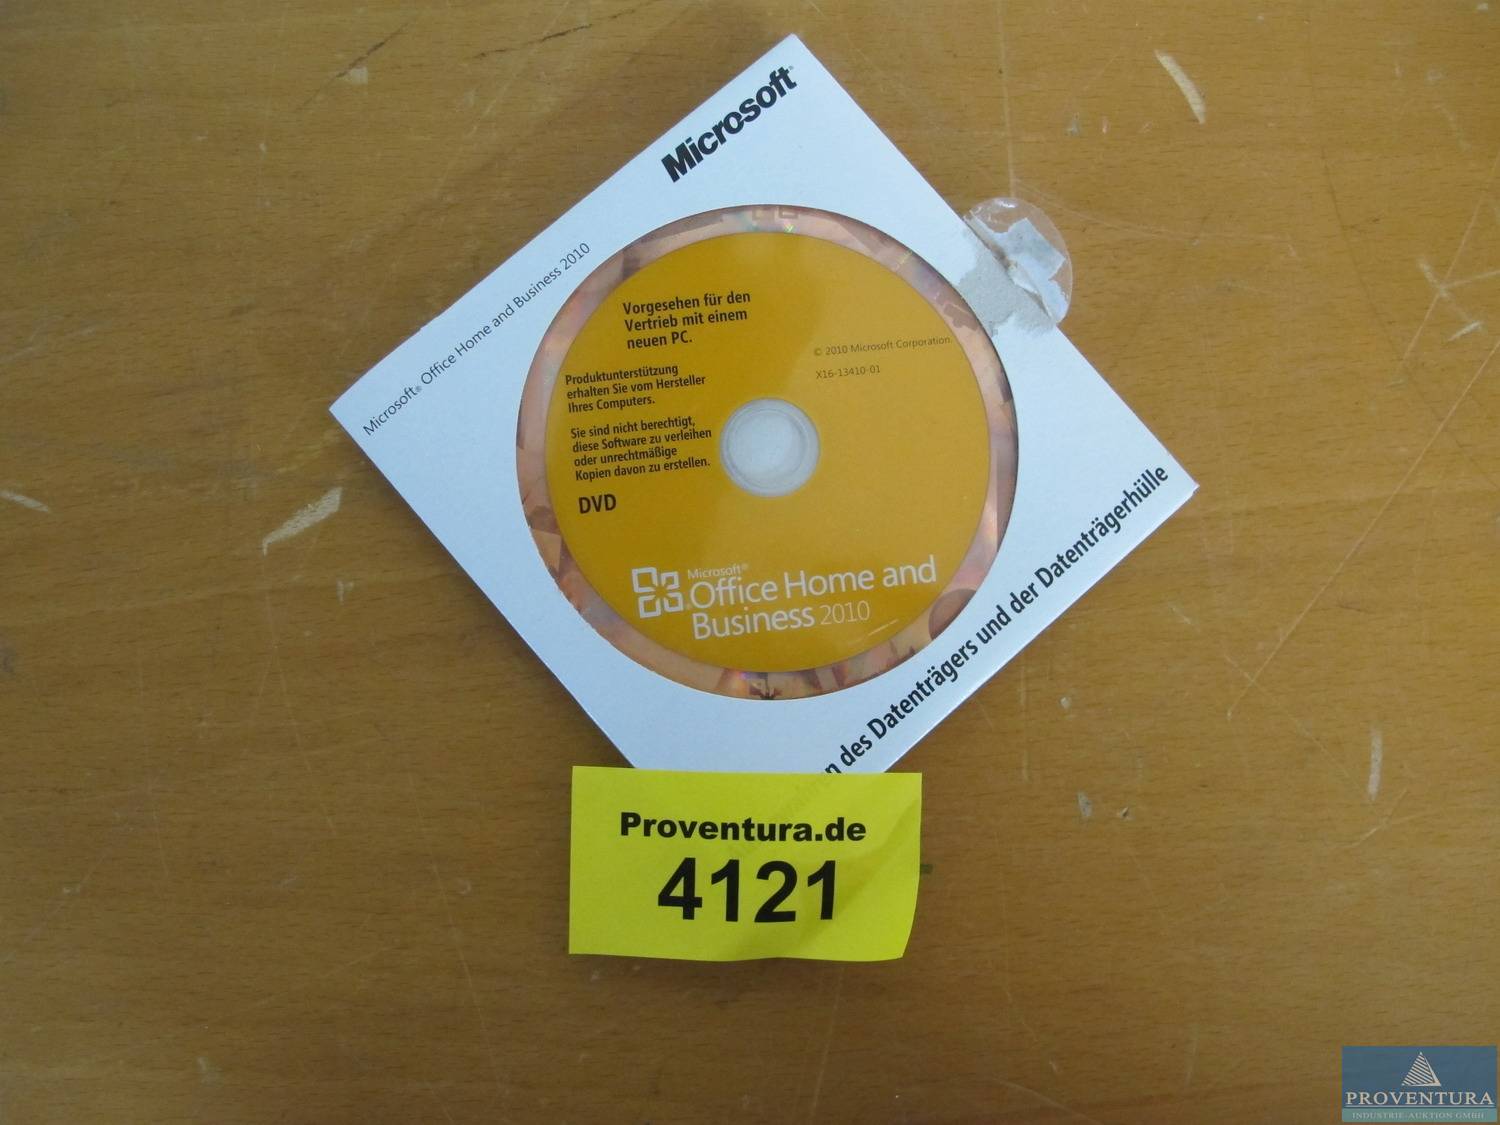 Microsoft®
Microsoft® Office Home and Business 2010
Vorgesehen für den
Vertrieb mit einem
neuen PC.
Produktunterstützung
erhalten Sie vom Hersteller
Ihres Computers.
Sie sind nicht berechtigt,
diese Software zu verleihen
oder unrechtmäßige
Kopien davon zu erstellen.
DVD
© 2010 Microsoft Corporation.
X16-13410-01
Microsoft®
Office Home and
Business 2010
des Datenträgers und der Datenträgerhülle
Proventura.de
4121
PROVENTURA
INDUSTRIE-AUKTION GMBH